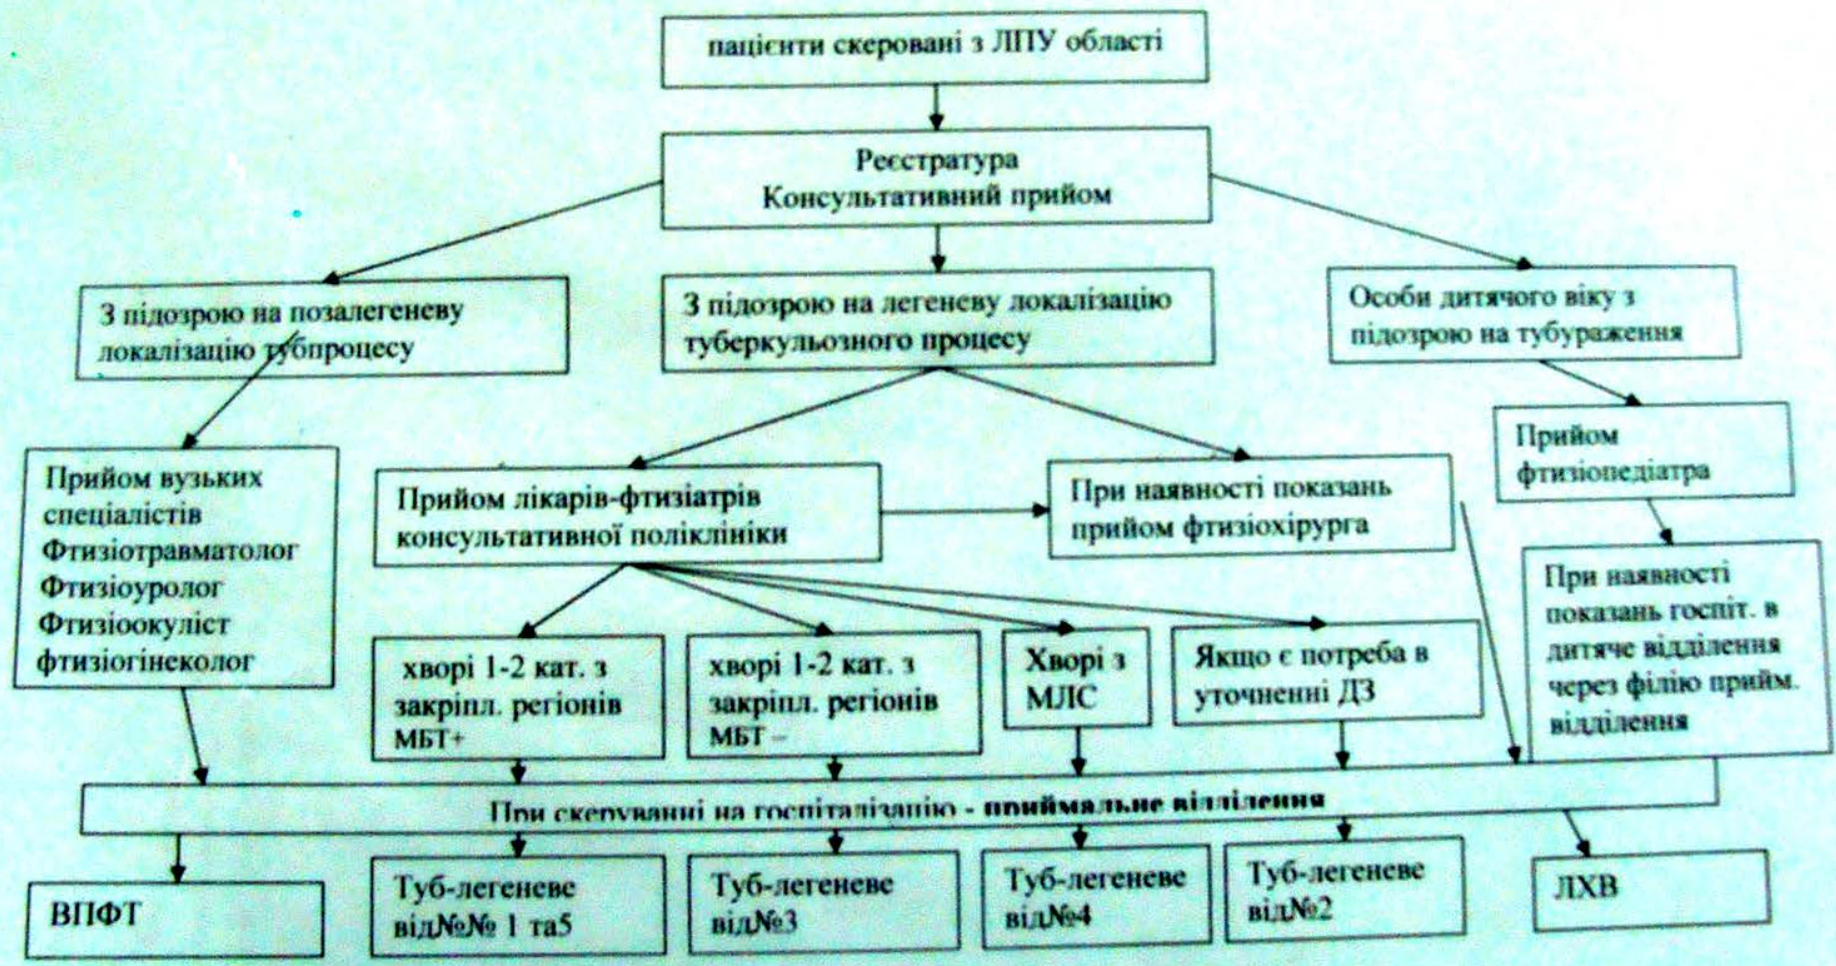 пацієнти скеровані з ЛПУ області
Реєстратура
Консультативний прийом
З підозрою на позалегеневу
локалізацію тубпроцесу
З підозрою на легеневу локалізацію
туберкульозного процесу
Особи дитячого віку з
підозрою на тубураження
Прийом вузьких
спеціалістів
Фтизіотравматолог
Фтизіоуролог
Фтизіоокуліст
фтизіогінеколог
Прийом лікарів-фтизіатрів
консультативної поліклініки
При наявності показань
прийом фтизіохірурга
Прийом
фтизіопедіатра
При наявності
показань госпіт. в
дитяче відділення
через філію прийм.
відділення
хворі 1-2 кат. з
закріпл. регіонів
МБТ+
хворі 1-2 кат. з
закріпл. регіонів
МБТ –
Хворі з
МЛС
Якщо є потреба в
уточненні ДЗ
При скеруванні на госпіталізацію - приймальне відділення
ВПФТ
Туб-легеневе
від№№ 1 та5
Туб-легеневе
від№3
Туб-легеневе
від№4
Туб-легеневе
від№2
ЛХВ